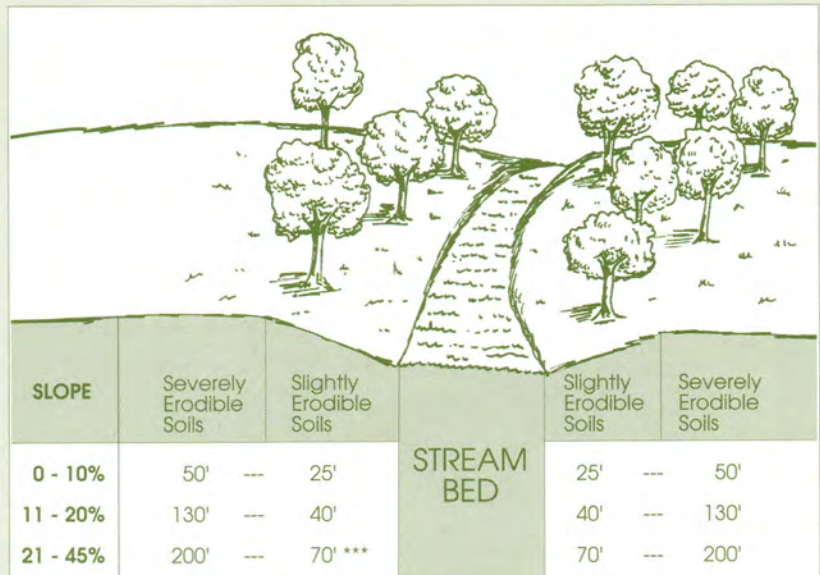 SLOPE
Severely
Erodible
Soils
Slightly
Erodible
Soils
STREAM
BED
Slightly
Erodible
Soils
Severely
Erodible
Soils
0 - 10% 50' --- 25' 25' --- 50'
11 - 20% 130' --- 40' 40' --- 130'
21 - 45% 200' --- 70' *** 70' --- 200'